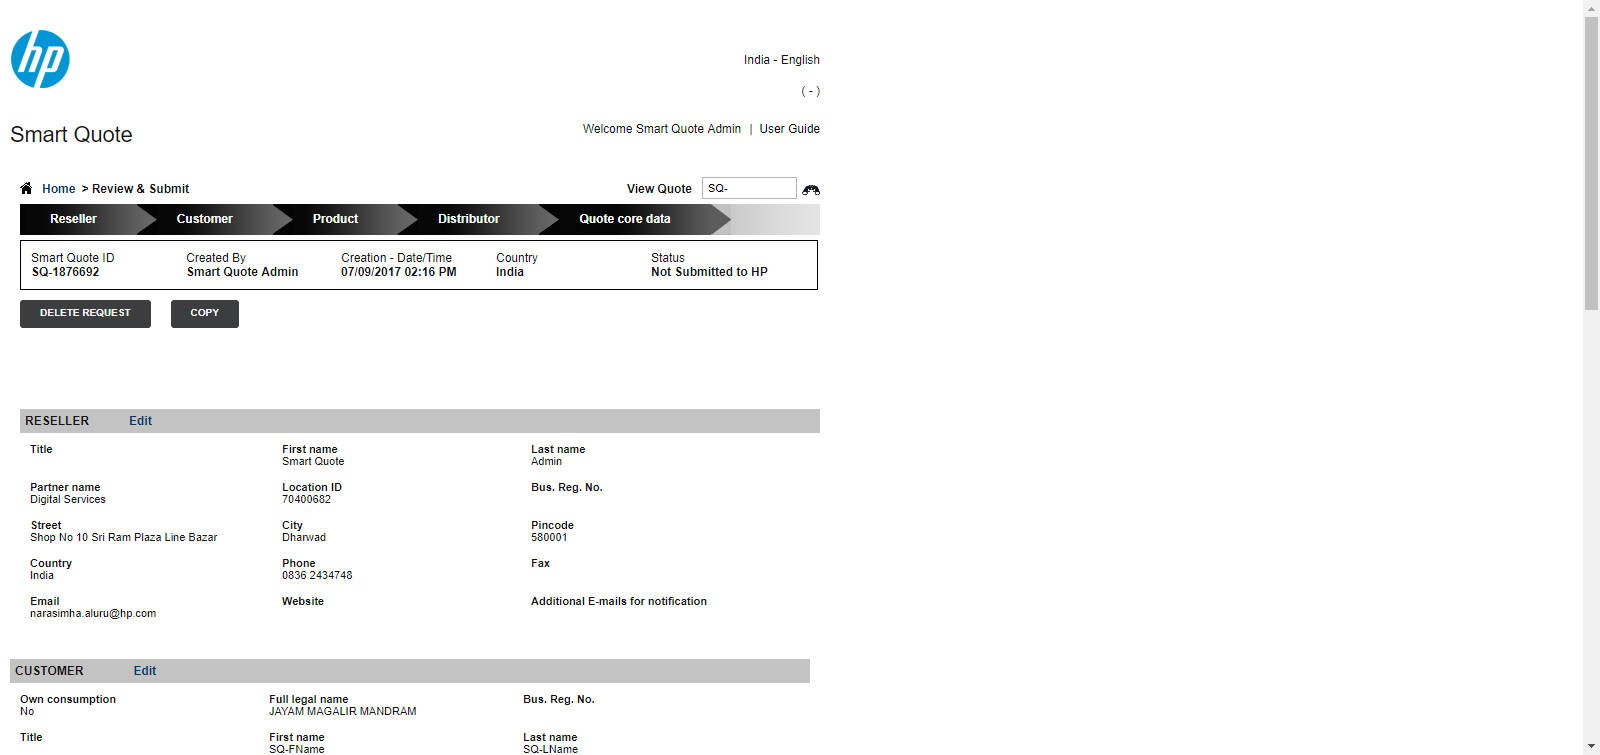 hp
India - English
( - )
Smart Quote
Welcome Smart Quote Admin | User Guide
Home > Review & Submit
View Quote SQ-
Reseller Customer Product Distributor Quote core data
Smart Quote ID Created By Creation - Date/Time Country Status
SQ-1876692 Smart Quote Admin 07/09/2017 02:16 PM India Not Submitted to HP
DELETE REQUEST COPY
RESELLER Edit
Title First name Last name
Smart Quote Admin
Partner name Location ID Bus. Reg. No.
Digital Services 70400682
Street City Pincode
Shop No 10 Sri Ram Plaza Line Bazar Dharwad 580001
Country Phone Fax
India 0836 2434748
Email Website Additional E-mails for notification
narasimha.aluru@hp.com
CUSTOMER Edit
Own consumption Full legal name Bus. Reg. No.
No JAYAM MAGALIR MANDRAM
Title First name Last name
SQ-FName SQ-LName